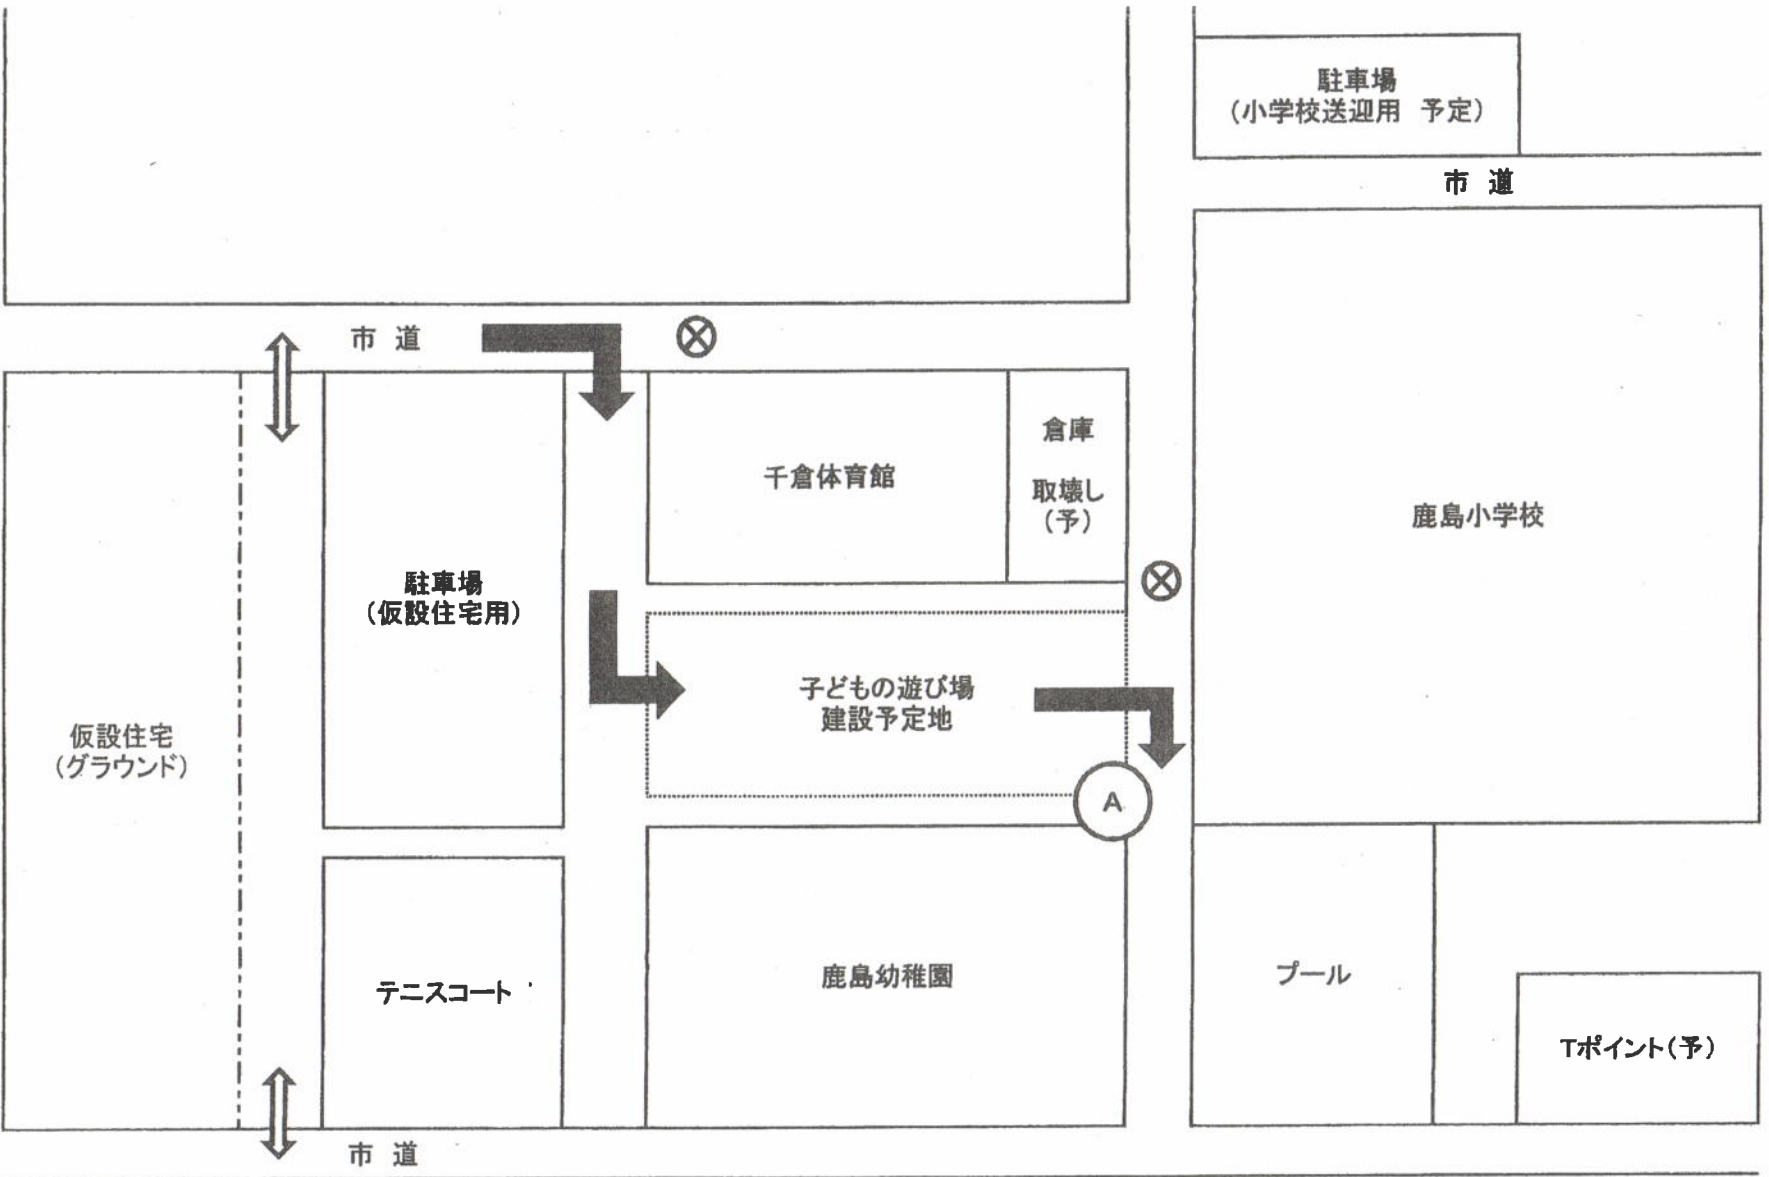 駐車場
（小学校送迎用　予定）
市 道
市 道
千倉体育館
倉庫
取壊し
（予）
鹿島小学校
駐車場
（仮設住宅用）
子どもの遊び場
建設予定地
仮設住宅
（グラウンド）
A
テニスコート
鹿島幼稚園
プール
Tポイント（予）
市 道